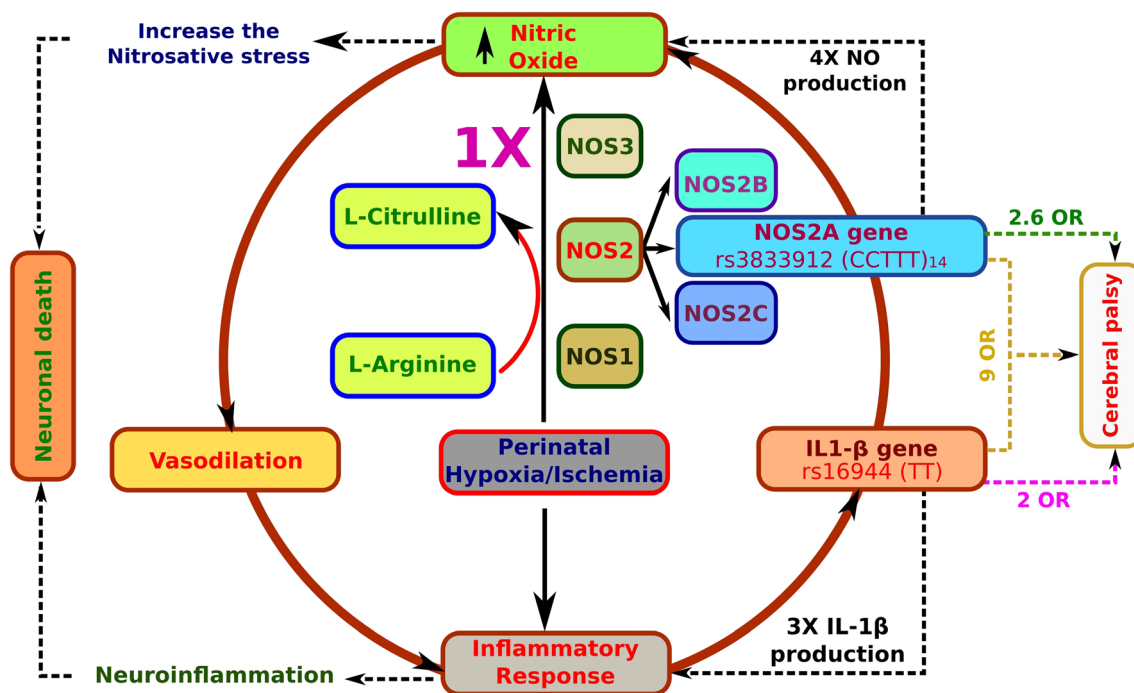 Increase the
Nitrosative stress
Nitric
Oxide
4X NO
production
1X
NOS3
NOS2B
L-Citrulline
NOS2
NOS2A gene
rs3833912 (CCTTT)₁₄
2.6 OR
NOS2C
L-Arginine
NOS1
9 OR
Cerebral palsy
Neuronal death
Vasodilation
Perinatal
Hypoxia/Ischemia
IL1-β gene
rs16944 (TT)
2 OR
Inflammatory
Response
3X IL-1β
production
Neuroinflammation